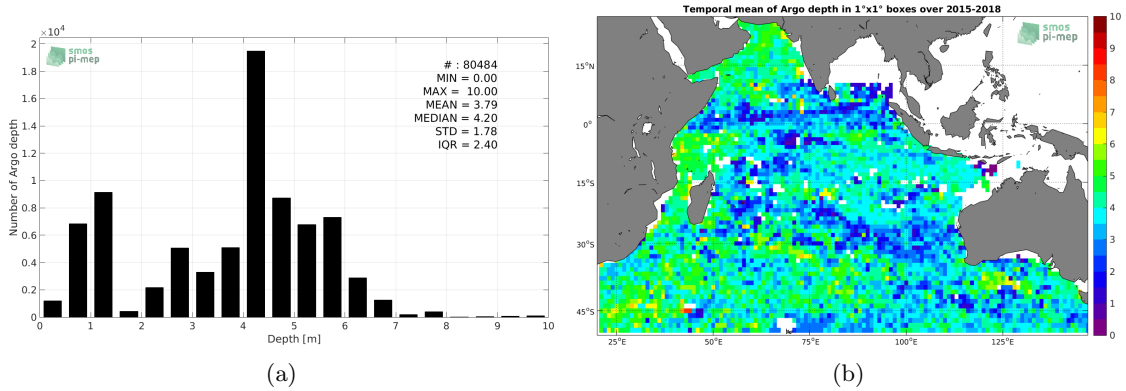 ×10⁴
smos
pi-mep
# : 80484
MIN = 0.00
MAX = 10.00
MEAN = 3.79
MEDIAN = 4.20
STD = 1.78
IQR = 2.40
Number of Argo depth
2
1.8
1.6
1.4
1.2
1
0.8
0.6
0.4
0.2
0
0 1 2 3 4 5 6 7 8 9 10
Depth [m]
(a)
Temporal mean of Argo depth in 1°x1° boxes over 2015-2018
smos
pi-mep
15°N
0°
15°S
30°S
45°S
25°E 50°E 75°E 100°E 125°E
10
9
8
7
6
5
4
3
2
1
0
(b)